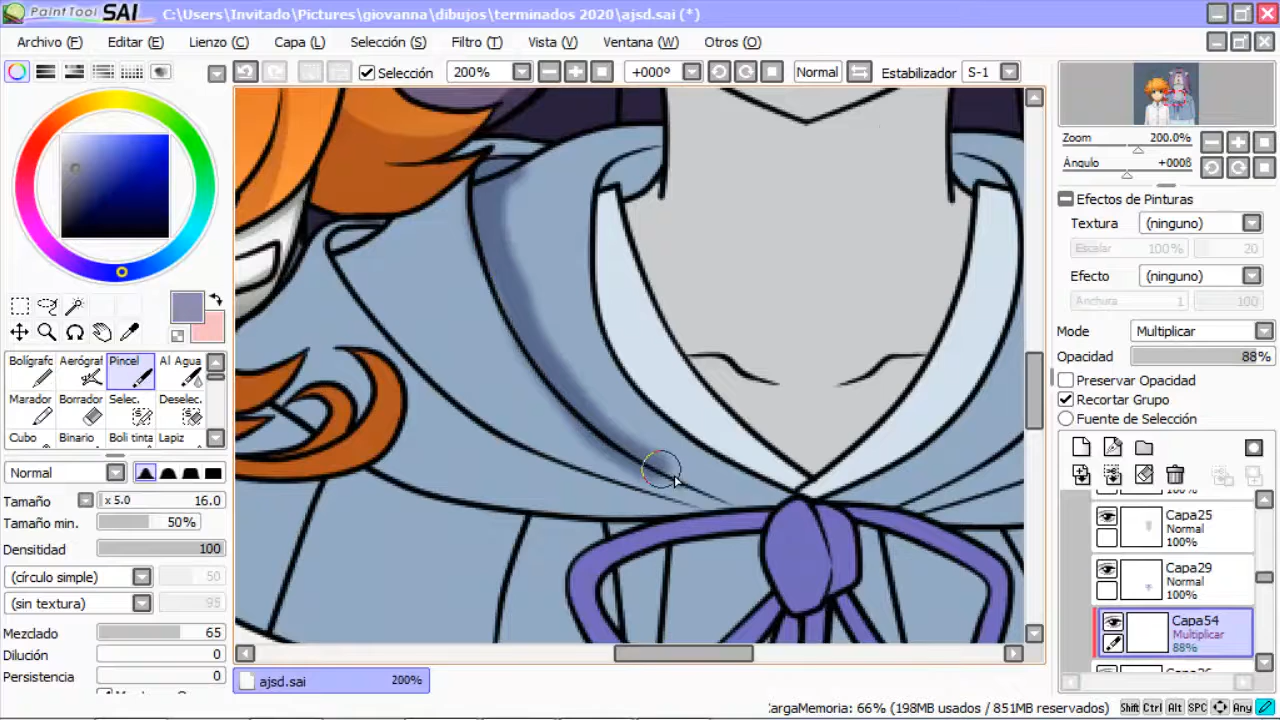 PaintTool SAI C:\Users\Invitado\Pictures\giovanna\dibujos\terminados 2020\ajsd.sai (*)
Archivo (F) Editar (E) Lienzo (C) Capa (L) Selección (S) Filtro (T) Vista (V) Ventana (W) Otros (O)
Selección 200% +000º Normal Estabilizador S-1
Zoom 200.0%
Ángulo +000º
Efectos de Pinturas
Textura (ninguno)
Escalar 100% 20
Efecto (ninguno)
Anchura 1 100
Mode Multiplicar
Opacidad 88%
Preservar Opacidad
Recortar Grupo
Fuente de Selección
Bolígrafo Aerógraf Pincel Al Agua
Marador Borrador Selec. Deselec.
Cubo Binario Boli tinta Lapiz
Normal
Tamaño x 5.0 16.0
Tamaño min. 50%
Densitidad 100
(círculo simple) 50
(sin textura) 95
Mezclado 65
Dilución 0
Persistencia 0
100%
Capa25
Normal
100%
Capa29
Normal
100%
Capa54
Multiplicar
88%
ajsd.sai 200%
CargaMemoria: 66% (198MB usados / 851MB reservados) Shift Ctrl Alt SPC Any